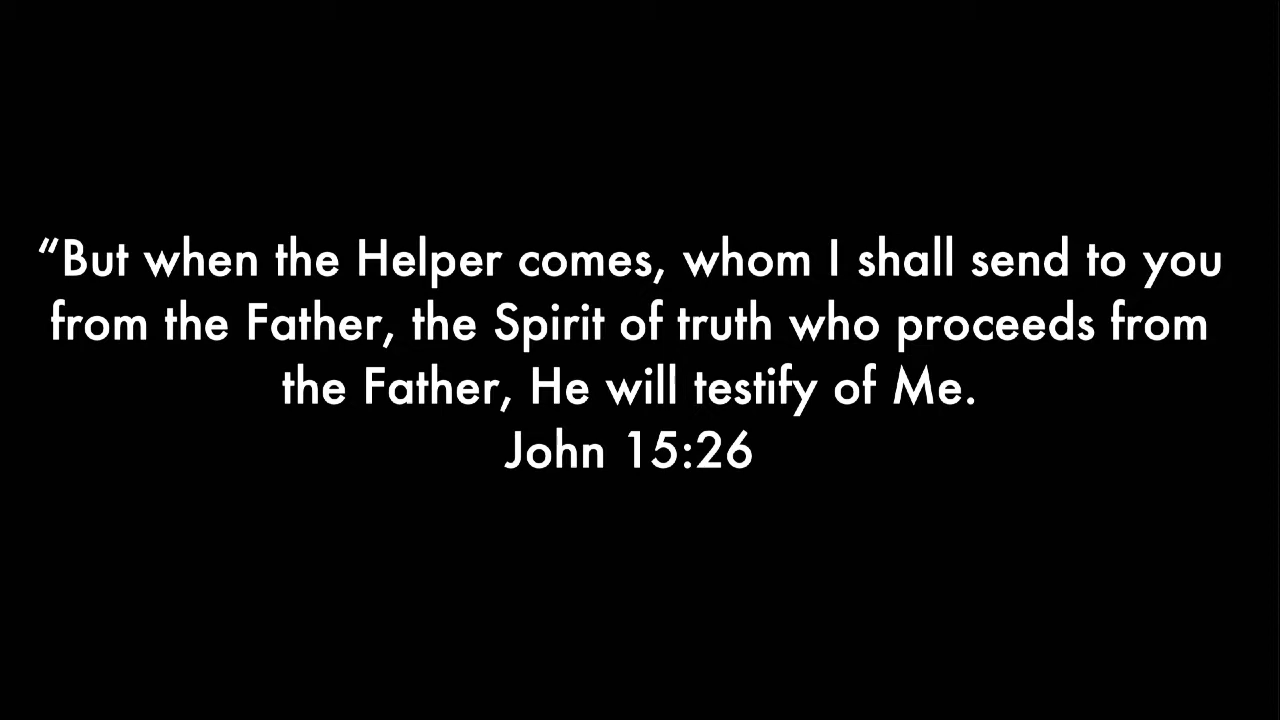 “But when the Helper comes, whom I shall send to you
from the Father, the Spirit of truth who proceeds from
the Father, He will testify of Me.
John 15:26